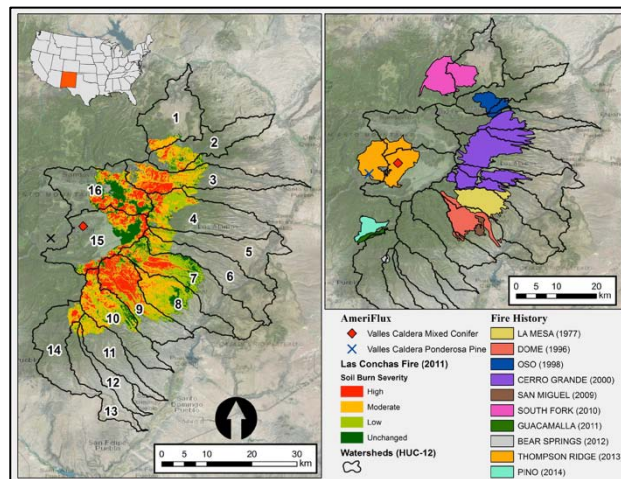 1
2
3
16
4
15
5
7
6
9
8
10
14
11
12
13
0 5 10 20 30
km
0 5 10 20
km
AmeriFlux
Valles Caldera Mixed Conifer
Valles Caldera Ponderosa Pine
Las Conchas Fire (2011)
Soil Burn Severity
High
Moderate
Low
Unchanged
Watersheds (HUC-12)
Fire History
LA MESA (1977)
DOME (1996)
OSO (1998)
CERRO GRANDE (2000)
SAN MIGUEL (2009)
SOUTH FORK (2010)
GUACAMALLA (2011)
BEAR SPRINGS (2012)
THOMPSON RIDGE (2013)
PINO (2014)